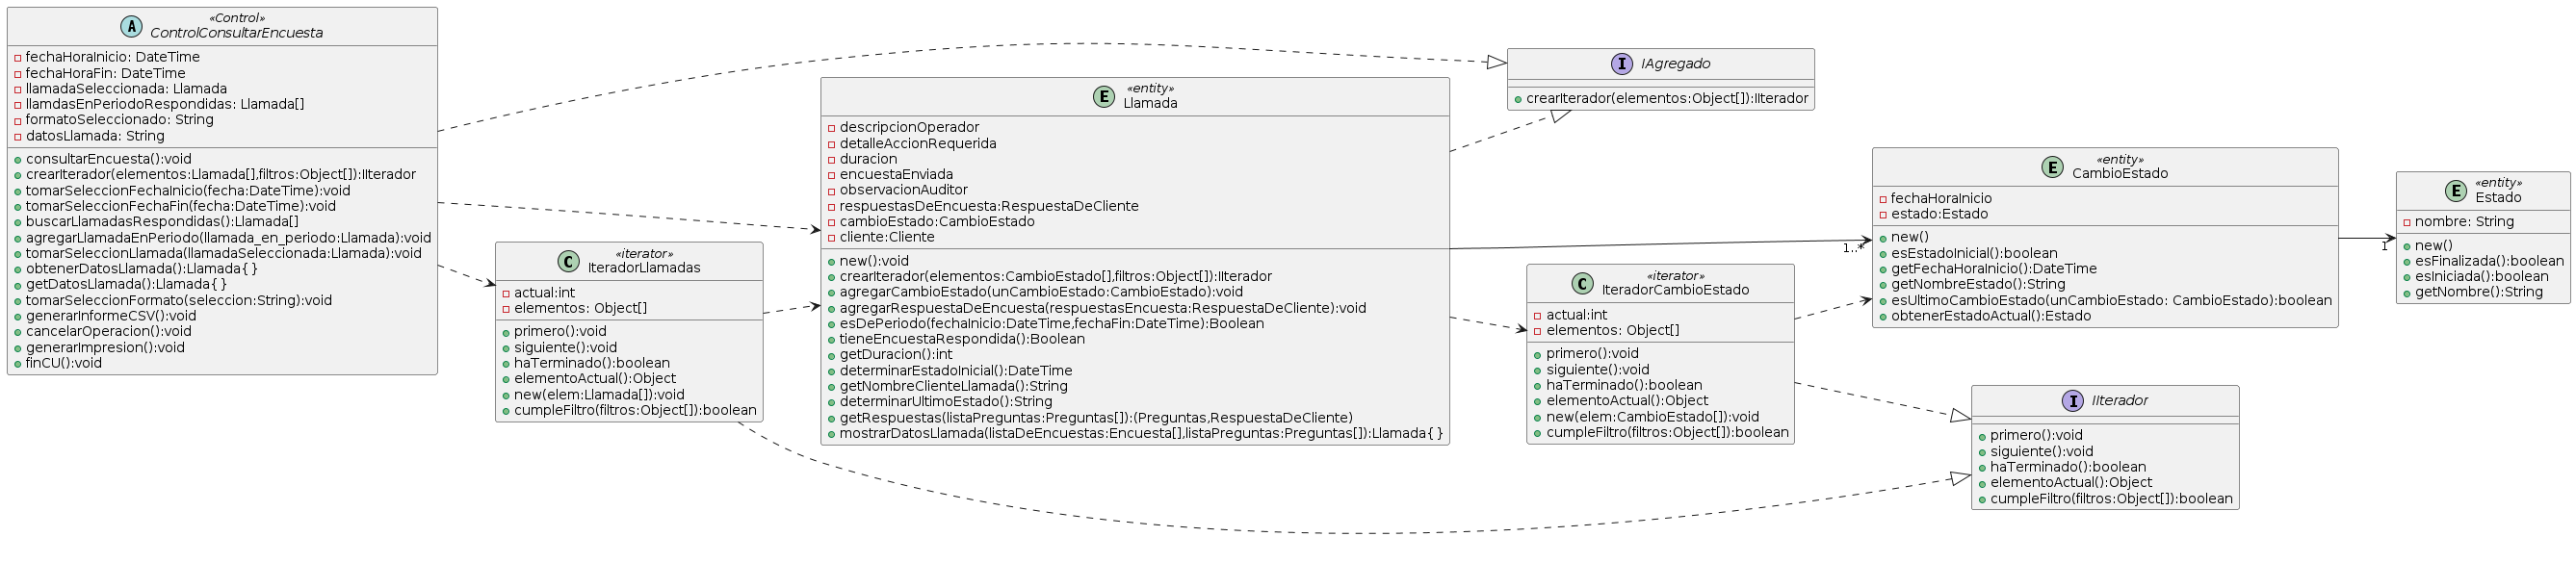 A
«Control»
ControlConsultarEncuesta
fechaHoraInicio: DateTime
fechaHoraFin: DateTime
llamadaSeleccionada: Llamada
llamdasEnPeriodoRespondidas: Llamada[]
formatoSeleccionado: String
datosLlamada: String
consultarEncuesta():void
crearIterador(elementos:Llamada[],filtros:Object[]):IIterador
tomarSeleccionFechaInicio(fecha:DateTime):void
tomarSeleccionFechaFin(fecha:DateTime):void
buscarLlamadasRespondidas():Llamada[]
agregarLlamadaEnPeriodo(llamada_en_periodo:Llamada):void
tomarSeleccionLlamada(llamadaSeleccionada:Llamada):void
obtenerDatosLlamada():Llamada{}
getDatosLlamada():Llamada{}
tomarSeleccionFormato(seleccion:String):void
generarInformeCSV():void
cancelarOperacion():void
generarImpresion():void
finCU():void
C
«iterator»
IteradorLlamadas
actual:int
elementos: Object[]
primero():void
siguiente():void
haTerminado():boolean
elementoActual():Object
new(elem:Llamada[]):void
cumpleFiltro(filtros:Object[]):boolean
E
«entity»
Llamada
descripcionOperador
detalleAccionRequerida
duracion
encuestaEnviada
observacionAuditor
respuestasDeEncuesta:RespuestaDeCliente
cambioEstado:CambioEstado
cliente:Cliente
new():void
crearIterador(elementos:CambioEstado[],filtros:Object[]):IIterador
agregarCambioEstado(unCambioEstado:CambioEstado):void
agregarRespuestaDeEncuesta(respuestasEncuesta:RespuestaDeCliente):void
esDePeriodo(fechaInicio:DateTime,fechaFin:DateTime):Boolean
tieneEncuestaRespondida():Boolean
getDuracion():int
determinarEstadoInicial():DateTime
getNombreClienteLlamada():String
determinarUltimoEstado():String
getRespuestas(listaPreguntas:Preguntas[]):(Preguntas,RespuestaDeCliente)
mostrarDatosLlamada(listaDeEncuestas:Encuesta[],listaPreguntas:Preguntas[]):Llamada{}
I
IAgregado
crearIterador(elementos:Object[]):IIterador
C
«iterator»
IteradorCambioEstado
actual:int
elementos: Object[]
primero():void
siguiente():void
haTerminado():boolean
elementoActual():Object
new(elem:CambioEstado[]):void
cumpleFiltro(filtros:Object[]):boolean
1..*
E
«entity»
CambioEstado
fechaHoraInicio
estado:Estado
new()
esEstadoInicial():boolean
getFechaHoraInicio():DateTime
getNombreEstado():String
esUltimoCambioEstado(unCambioEstado: CambioEstado):boolean
obtenerEstadoActual():Estado
I
IIterador
primero():void
siguiente():void
haTerminado():boolean
elementoActual():Object
cumpleFiltro(filtros:Object[]):boolean
1
E
«entity»
Estado
nombre: String
new()
esFinalizada():boolean
esIniciada():boolean
getNombre():String